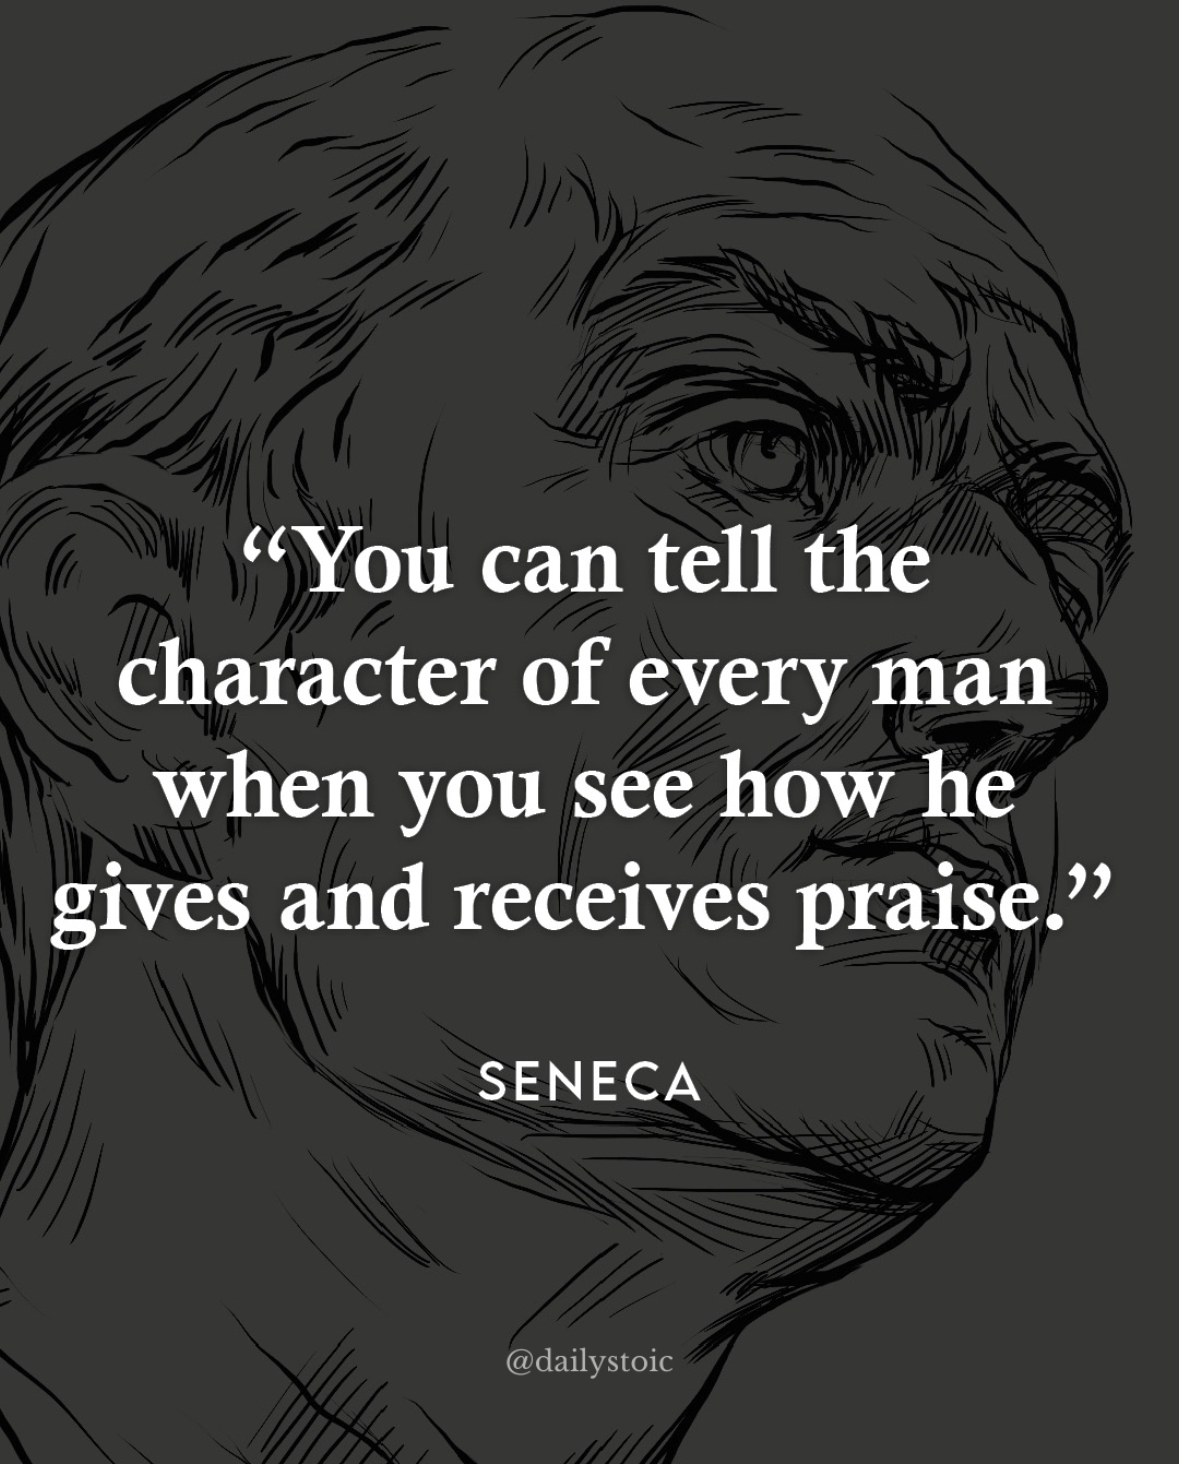 “You can tell the
character of every man
when you see how he
gives and receives praise.”
SENECA
@dailystoic